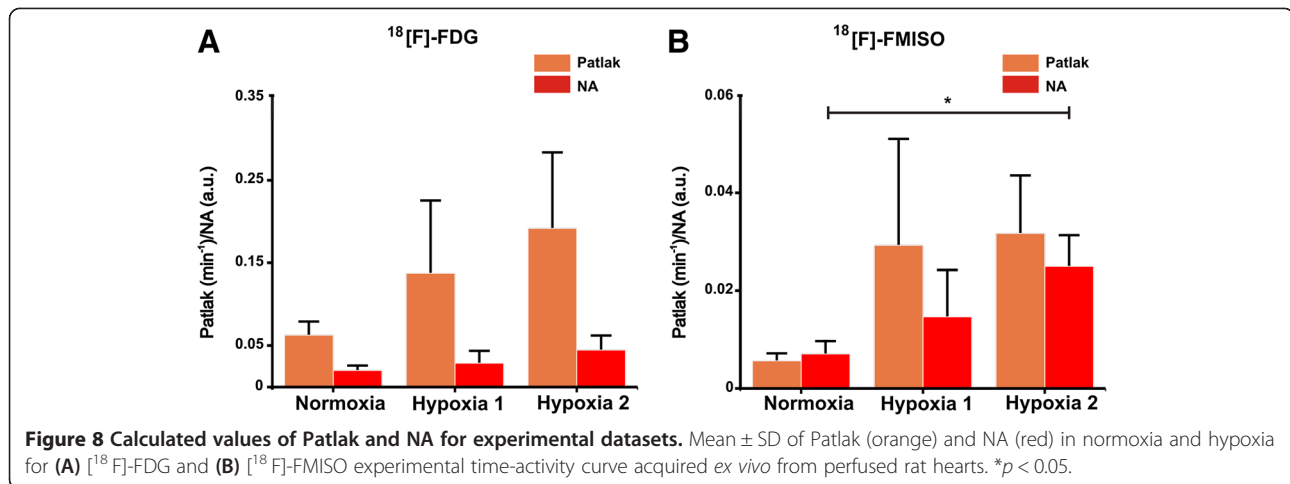 A
¹⁸[F]-FDG
Patlak
NA
Patlak (min⁻¹)/NA (a.u.)
0.35
0.25
0.15
0.05
0
Normoxia Hypoxia 1 Hypoxia 2
B
¹⁸[F]-FMISO
Patlak
NA
*
Patlak (min⁻¹)/NA (a.u.)
0.06
0.04
0.02
0
Normoxia Hypoxia 1 Hypoxia 2
Figure 8 Calculated values of Patlak and NA for experimental datasets. Mean ± SD of Patlak (orange) and NA (red) in normoxia and hypoxia
for (A) [¹⁸ F]-FDG and (B) [¹⁸ F]-FMISO experimental time-activity curve acquired ex vivo from perfused rat hearts. *p < 0.05.